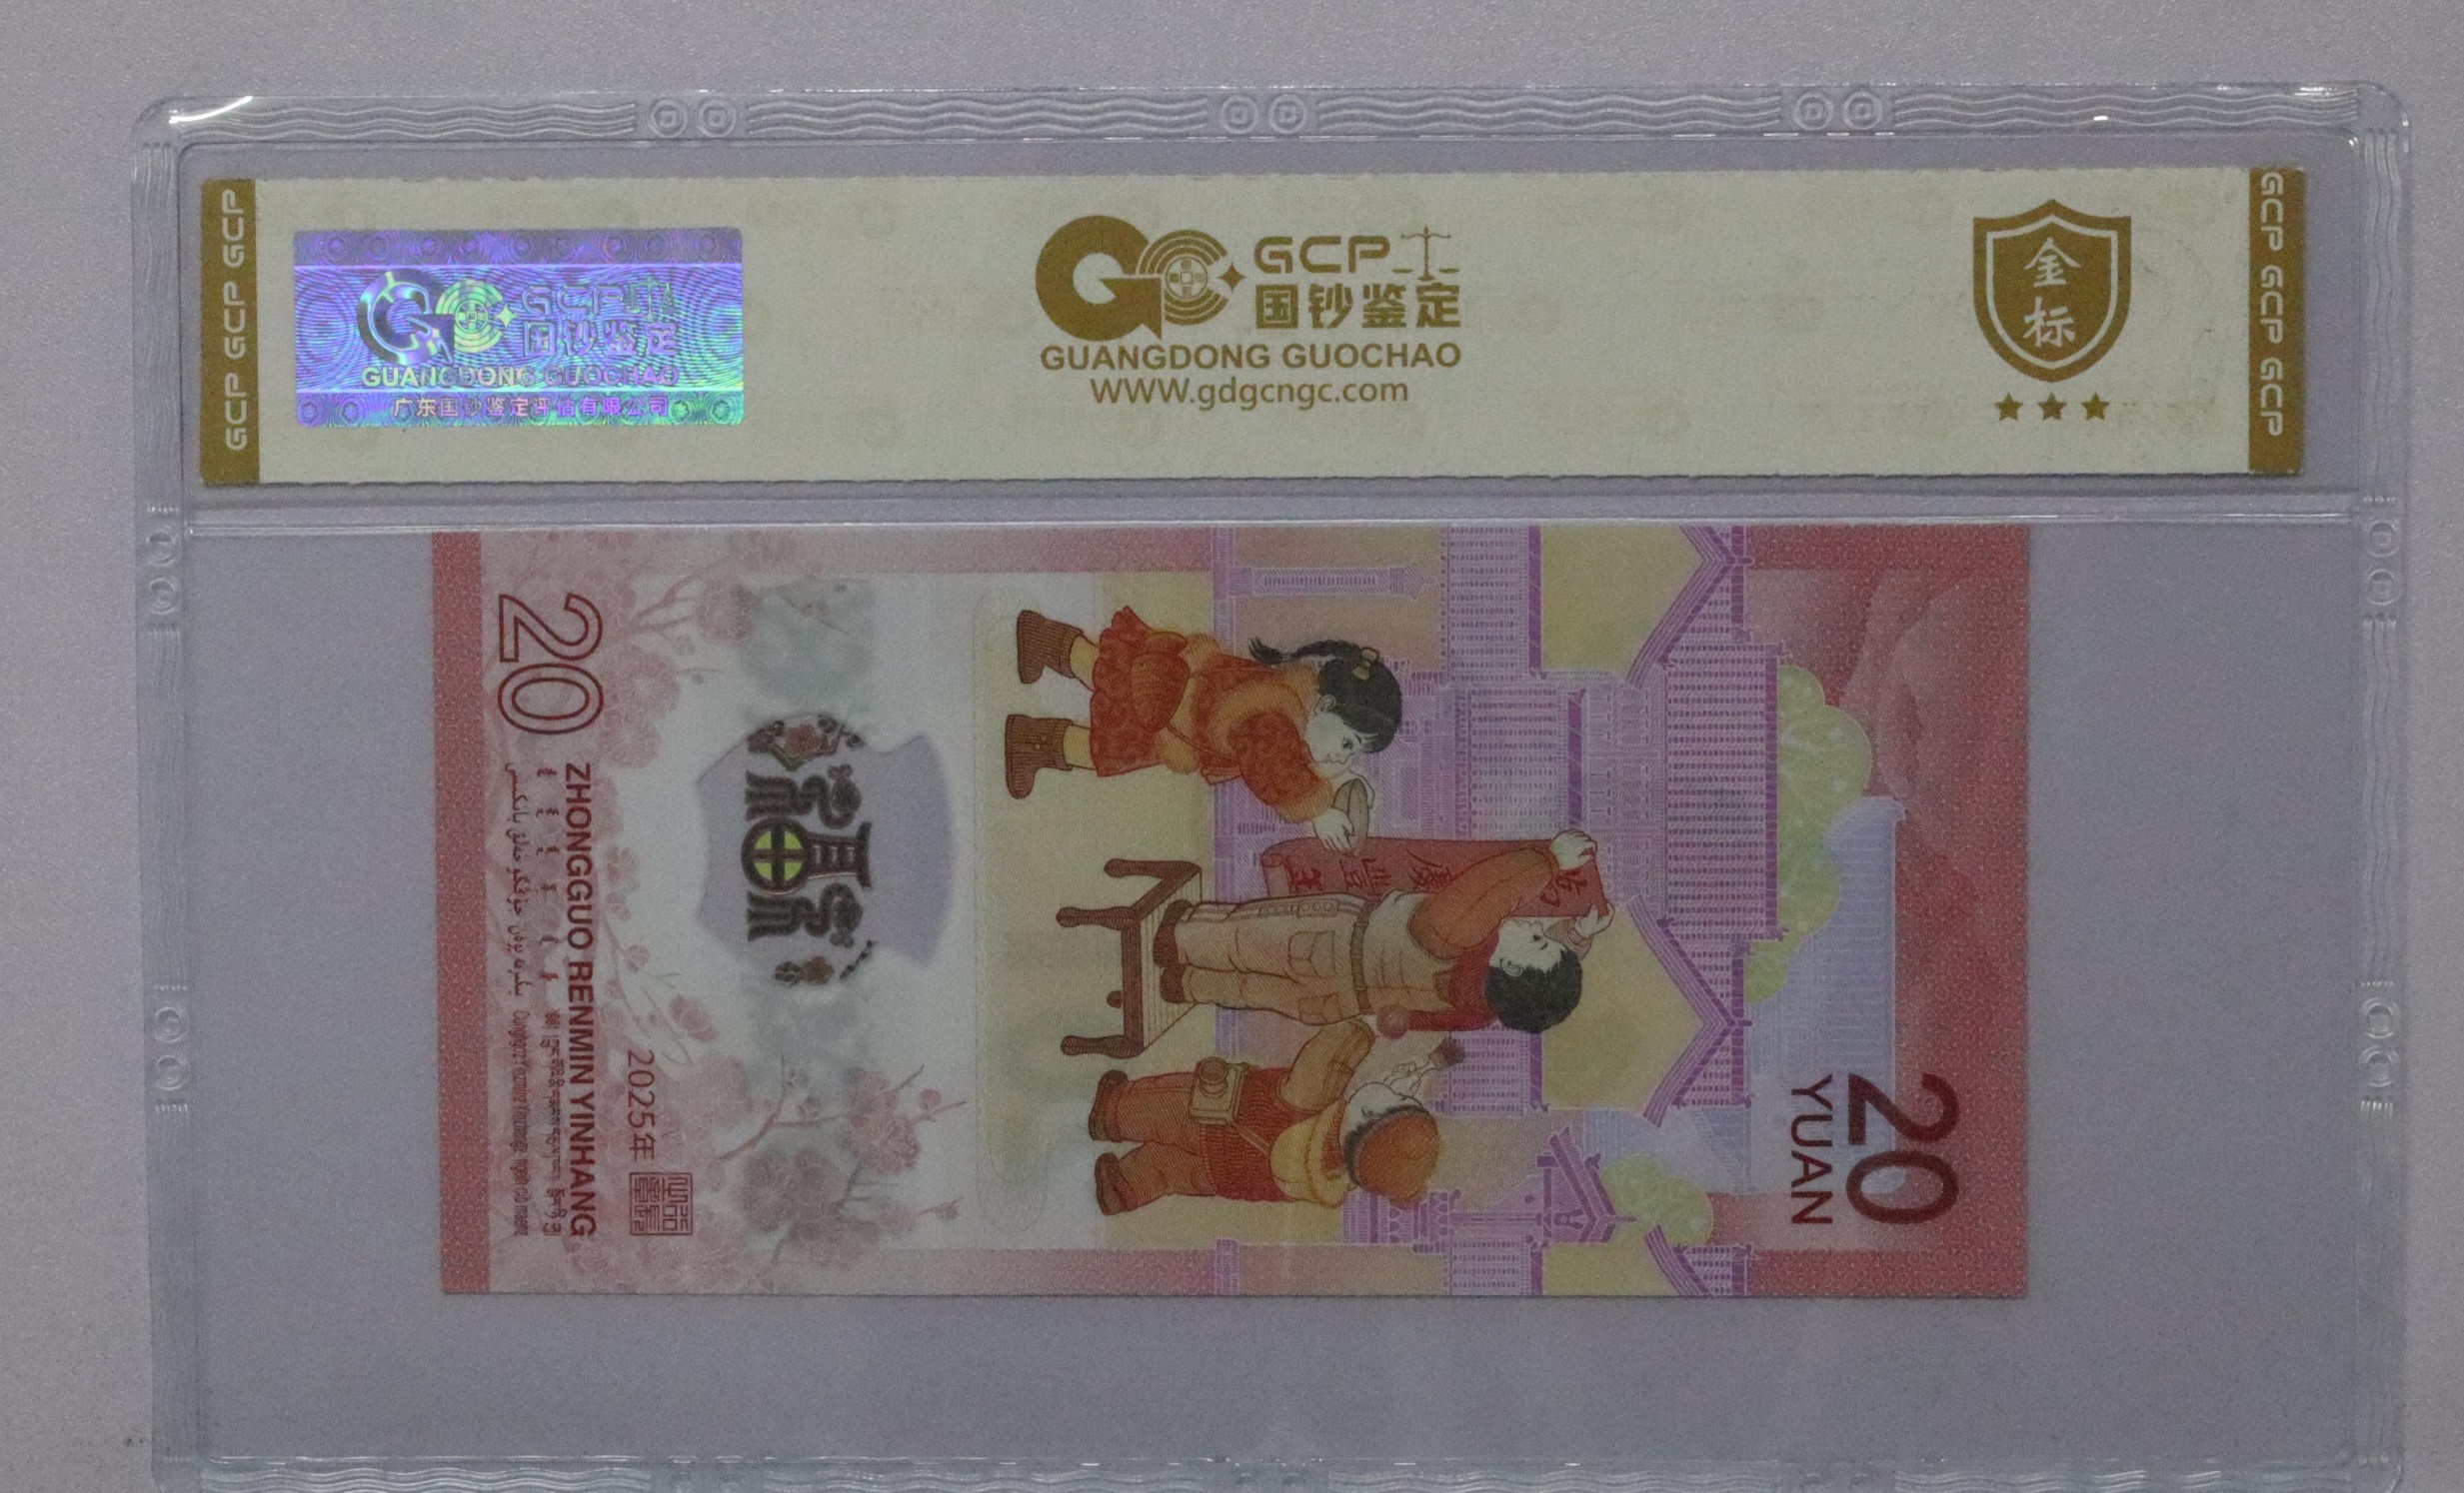 GCP GCP GCP
GCP
国钞鉴定
GUANGDONG GUOCHAO
广东国钞鉴定评估有限公司
GCP
国钞鉴定
GUANGDONG GUOCHAO
WWW.gdgcngc.com
金
标
GCP GCP GCP
20
YUAN
2025年
20
ZHONGGUO RENMIN YINHANG